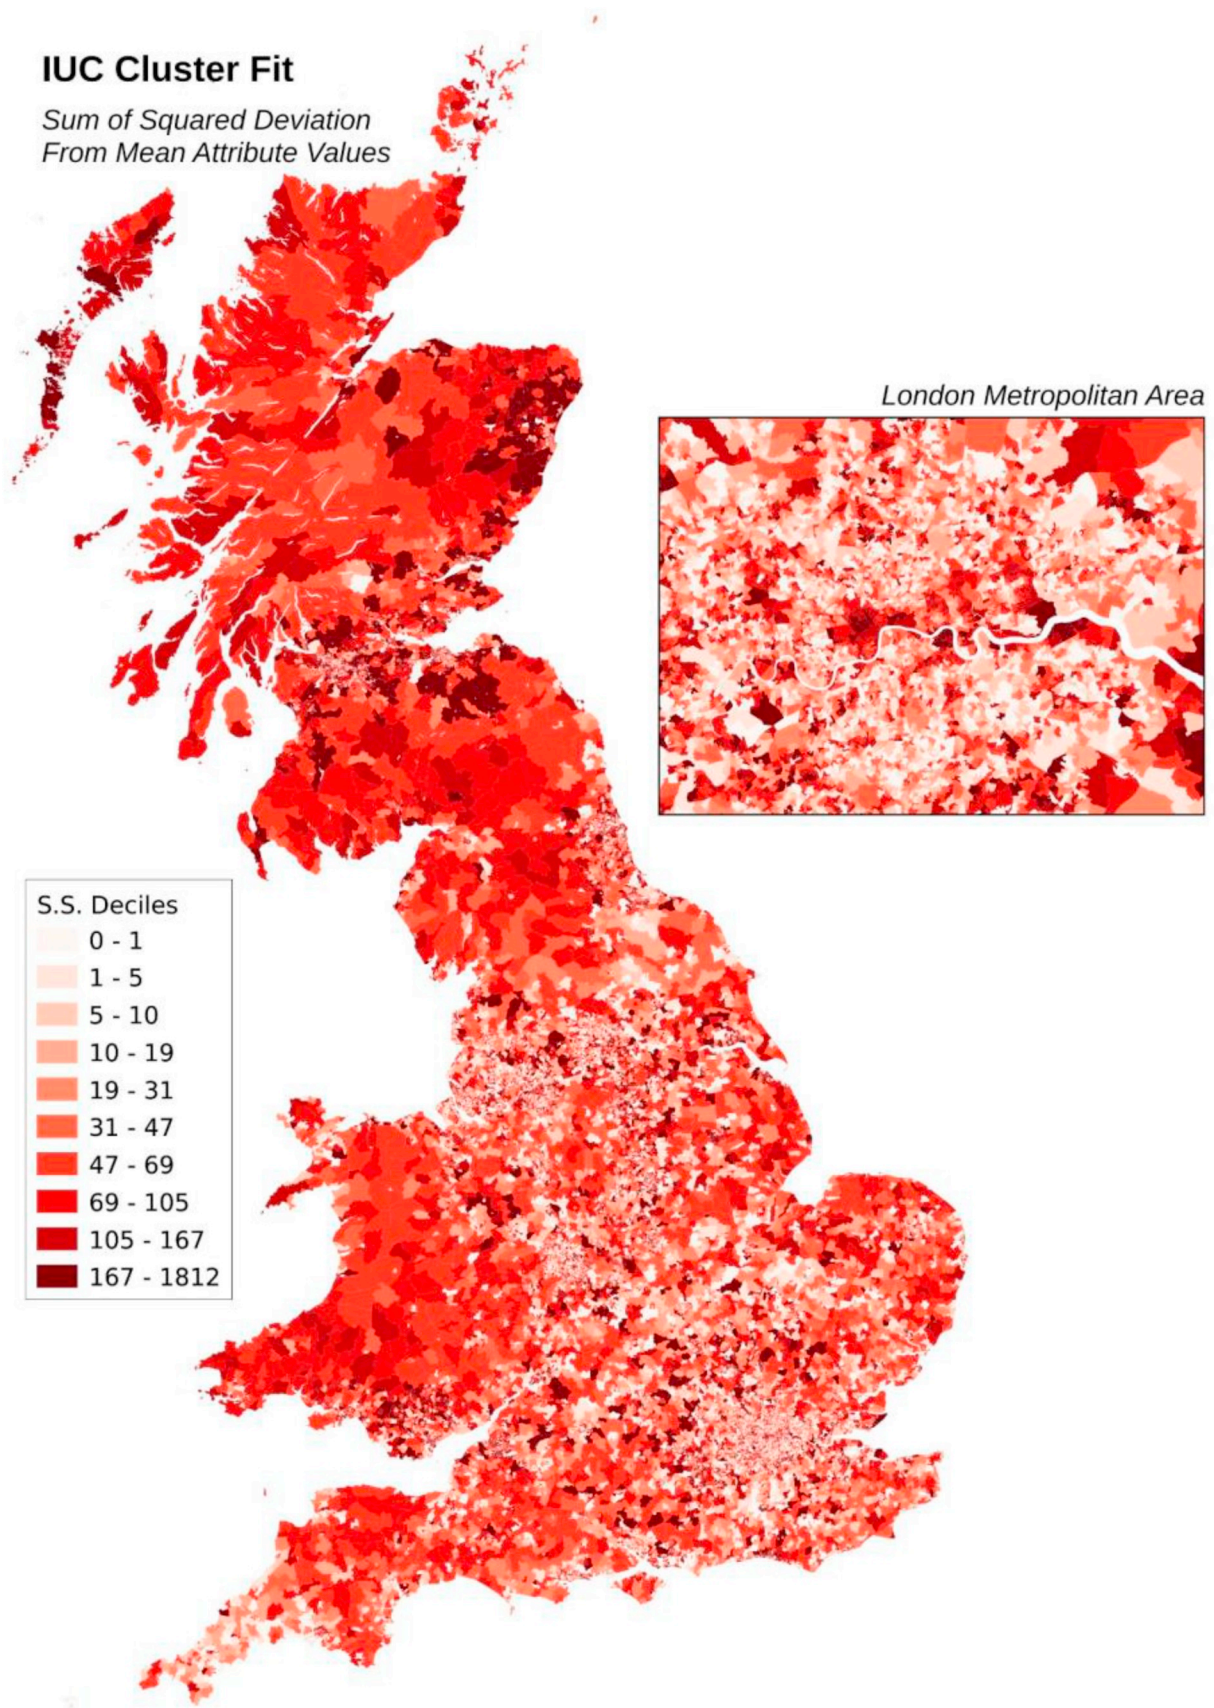 IUC Cluster Fit
Sum of Squared Deviation
From Mean Attribute Values
London Metropolitan Area
S.S. Deciles
0 - 1
1 - 5
5 - 10
10 - 19
19 - 31
31 - 47
47 - 69
69 - 105
105 - 167
167 - 1812